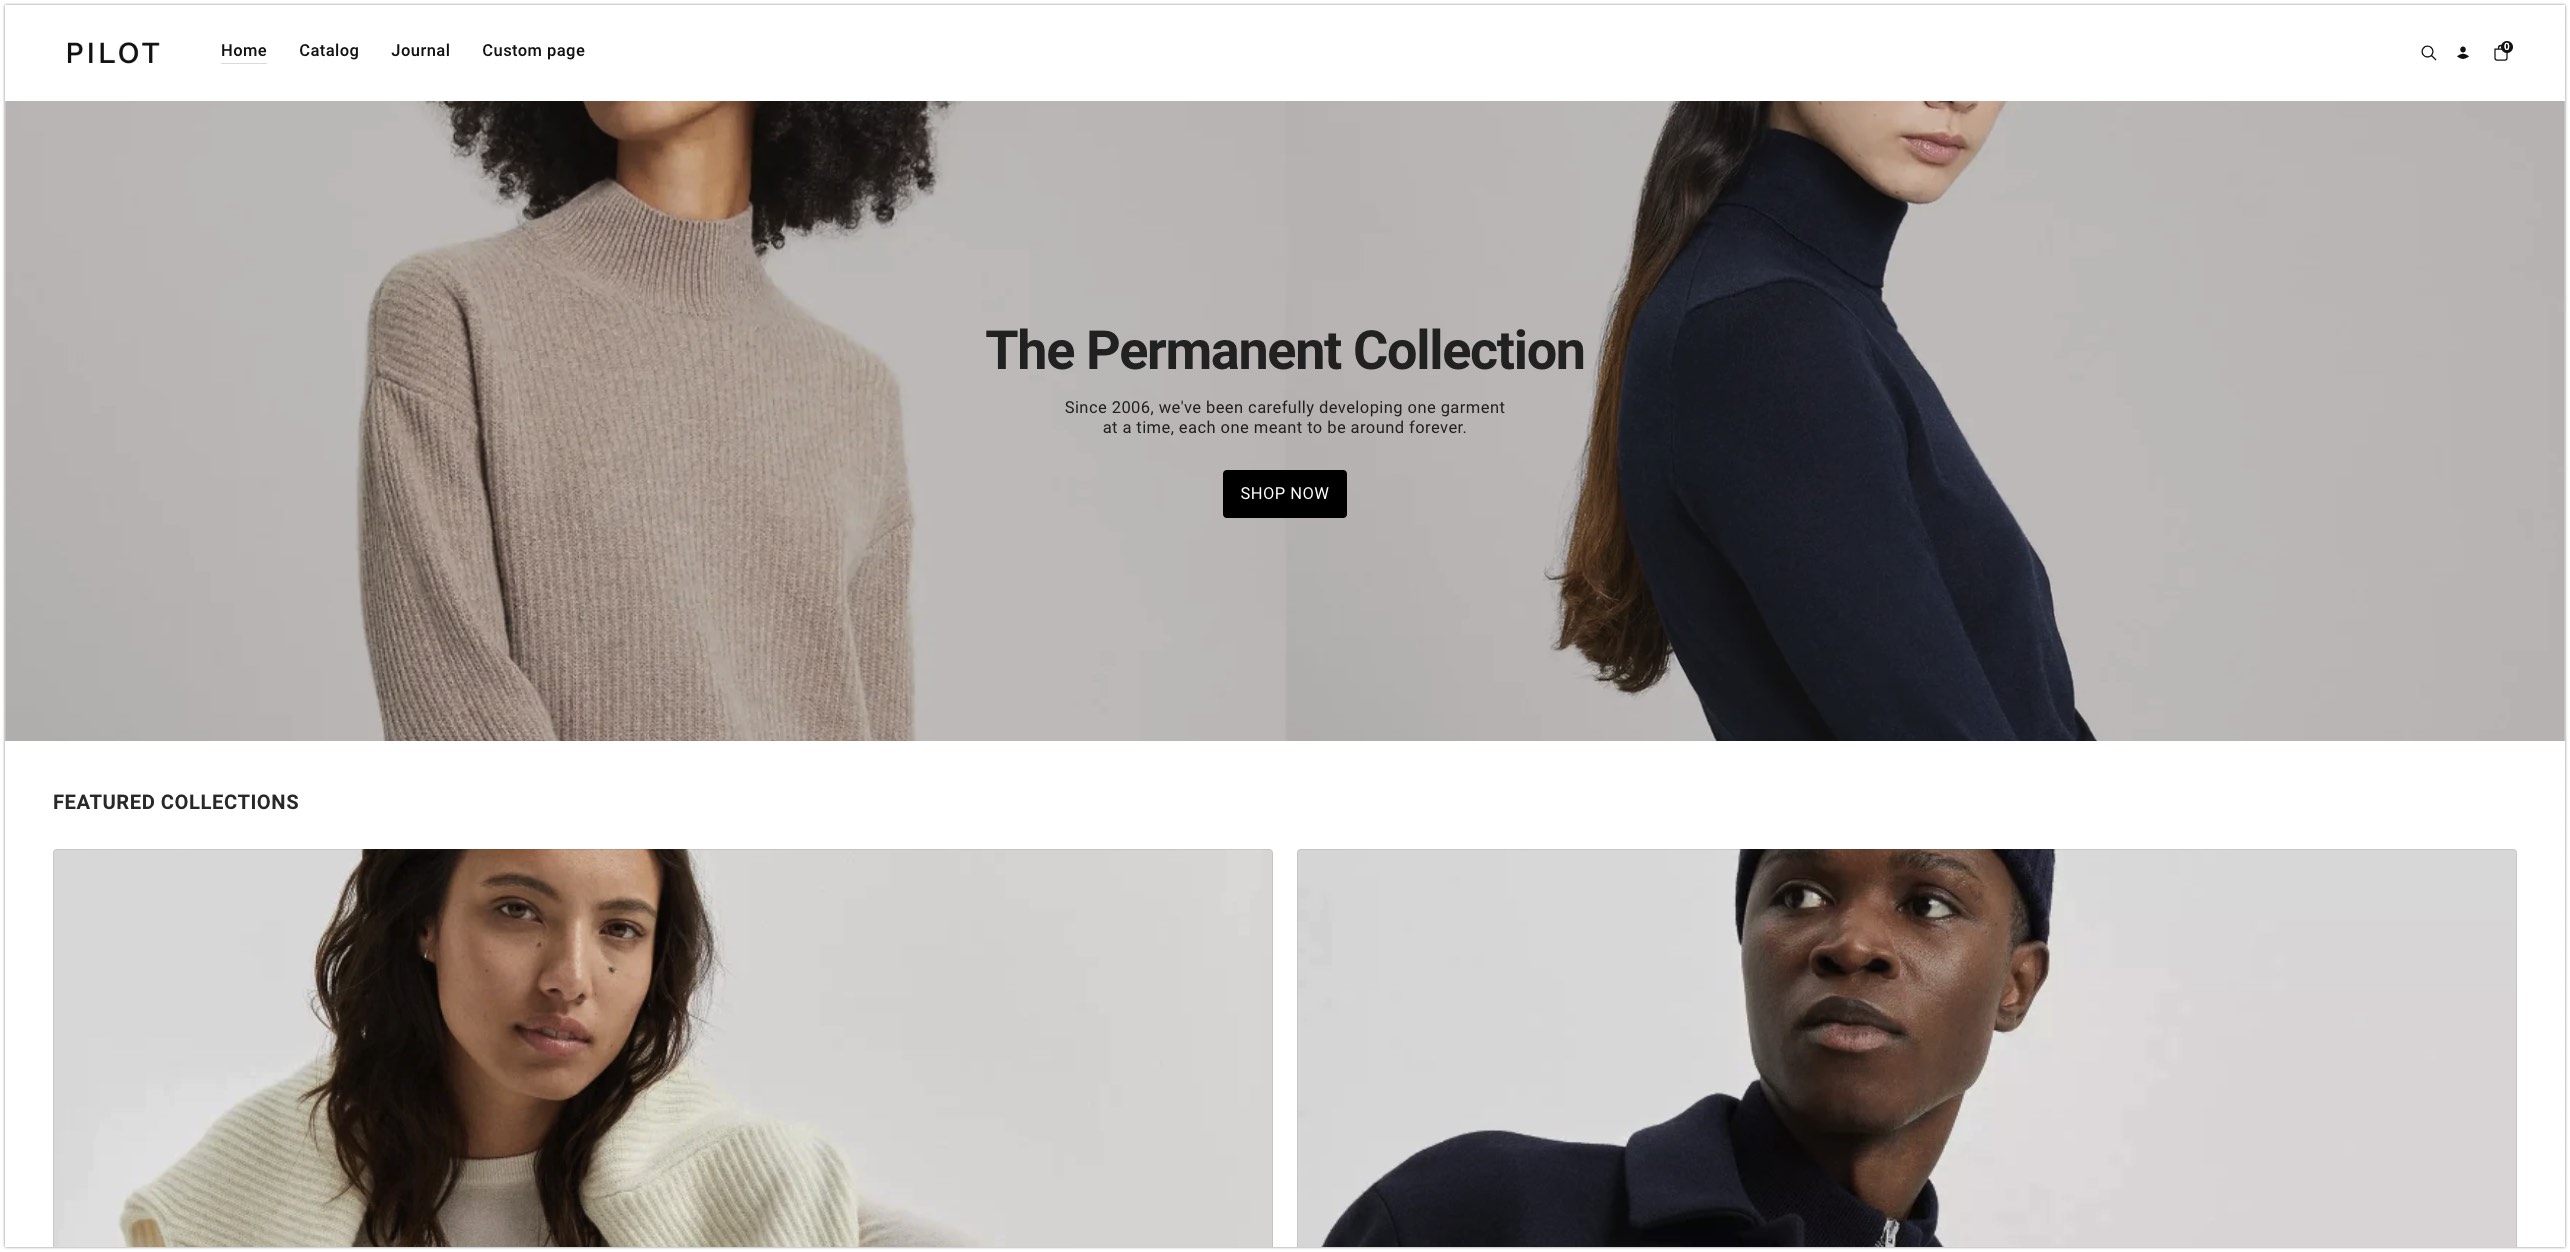 PILOT
Home
Catalog
Journal
Custom page
0
The Permanent Collection
Since 2006, we've been carefully developing one garment
at a time, each one meant to be around forever.
SHOP NOW
FEATURED COLLECTIONS